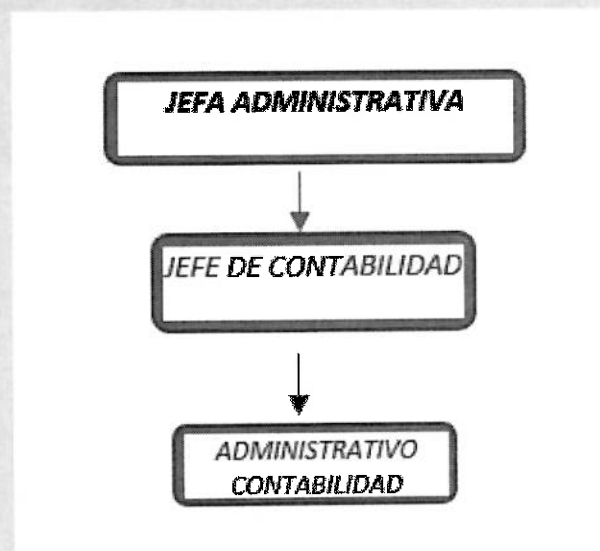 JEFA ADMINISTRATIVA
JEFE DE CONTABILIDAD
ADMINISTRATIVO
CONTABILIDAD